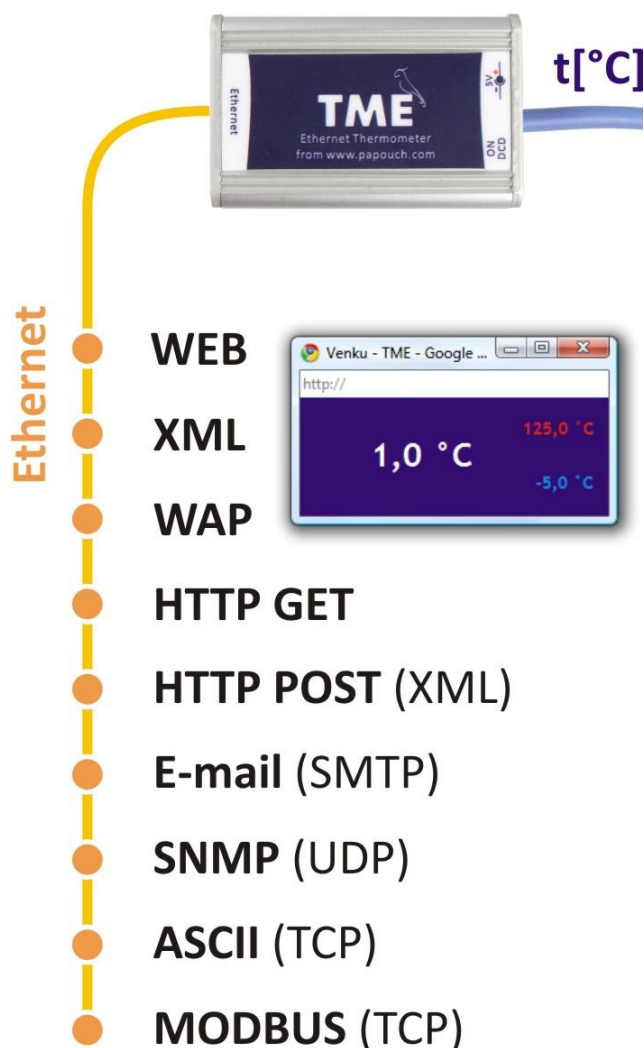 t[°C]
Ethernet
TME
Ethernet Thermometer
from www.papouch.com
5V
- +
ON
DCD
Ethernet
WEB
Venku - TME - Google ...
http://
125,0 °C
1,0 °C
-5,0 °C
XML
WAP
HTTP GET
HTTP POST (XML)
E-mail (SMTP)
SNMP (UDP)
ASCII (TCP)
MODBUS (TCP)